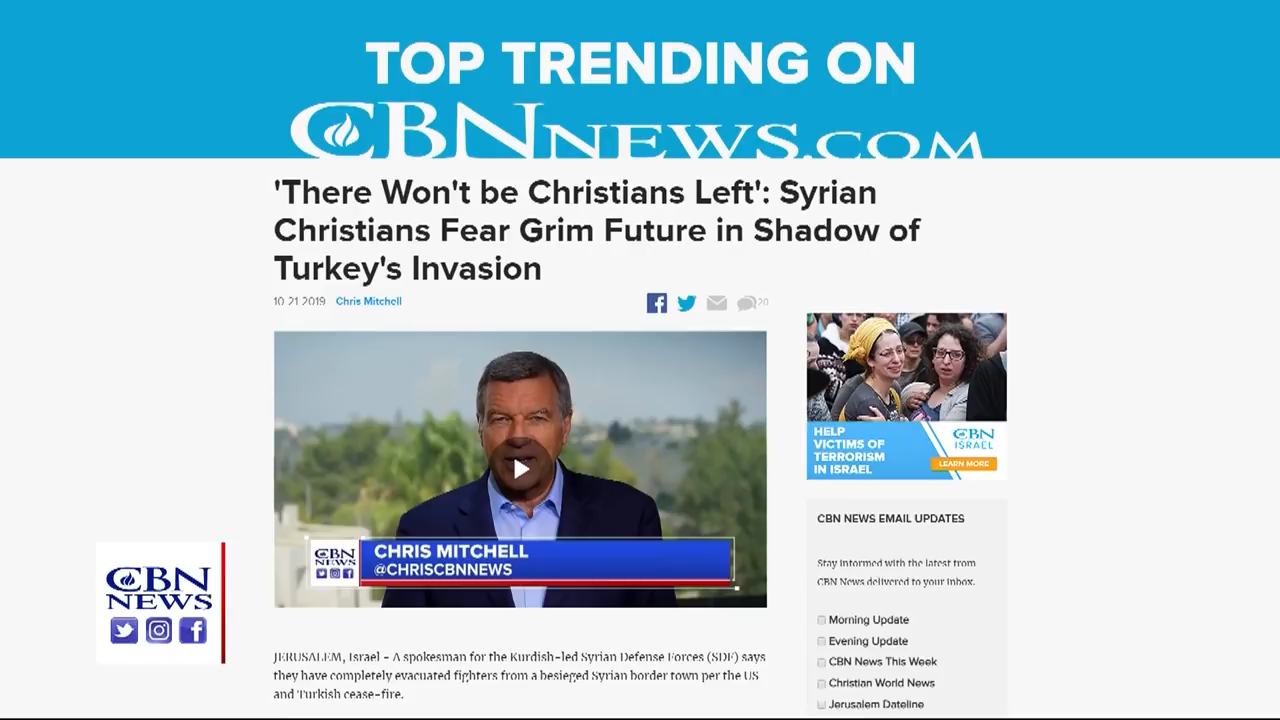 TOP TRENDING ON
CBNNEWS.COM
'There Won't be Christians Left': Syrian
Christians Fear Grim Future in Shadow of
Turkey's Invasion
10-21-2019 Chris Mitchell
20
CBN
NEWS
CHRIS MITCHELL
@CHRISCBNNEWS
JERUSALEM, Israel - A spokesman for the Kurdish-led Syrian Defense Forces (SDF) says
they have completely evacuated fighters from a besieged Syrian border town per the US
and Turkish cease-fire.
HELP
VICTIMS OF
TERRORISM
IN ISRAEL
CBN
ISRAEL
LEARN MORE
CBN NEWS EMAIL UPDATES
Stay informed with the latest from
CBN News delivered to your inbox.
Morning Update
Evening Update
CBN News This Week
Christian World News
Jerusalem Dateline
CBN
NEWS